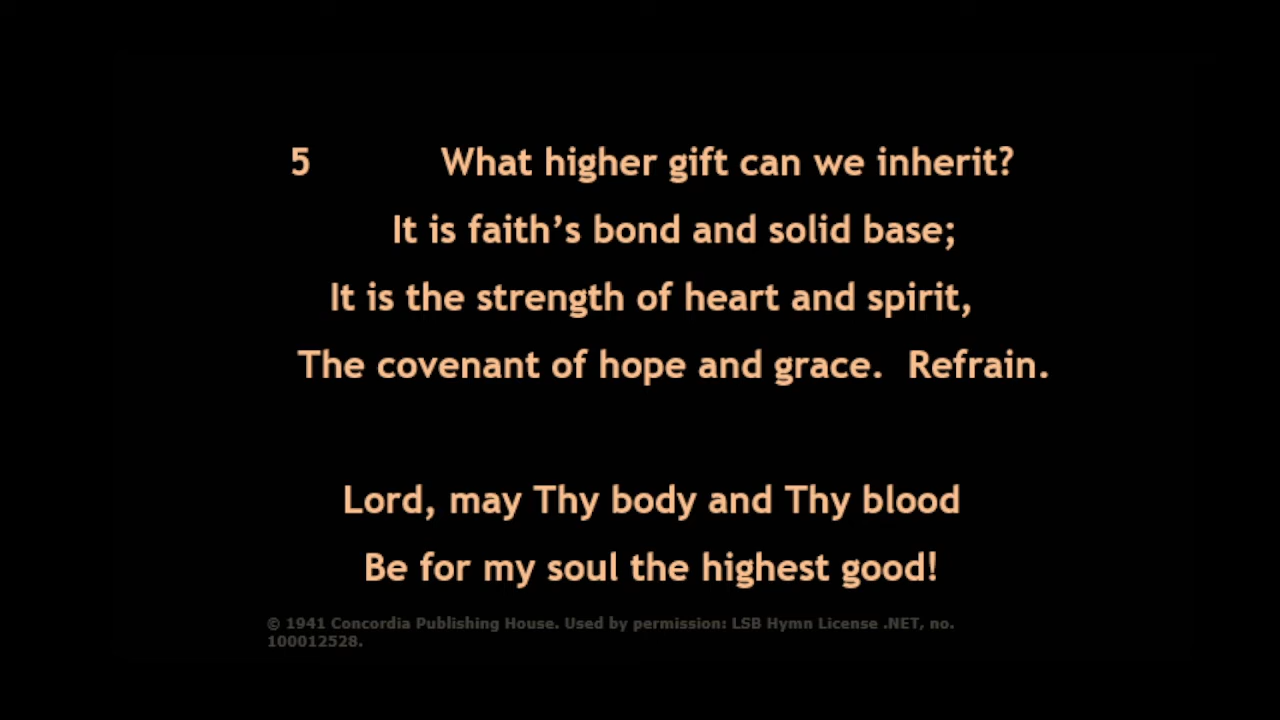 5 What higher gift can we inherit?
It is faith’s bond and solid base;
It is the strength of heart and spirit,
The covenant of hope and grace. Refrain.
Lord, may Thy body and Thy blood
Be for my soul the highest good!
© 1941 Concordia Publishing House. Used by permission: LSB Hymn License .NET, no.
100012528.